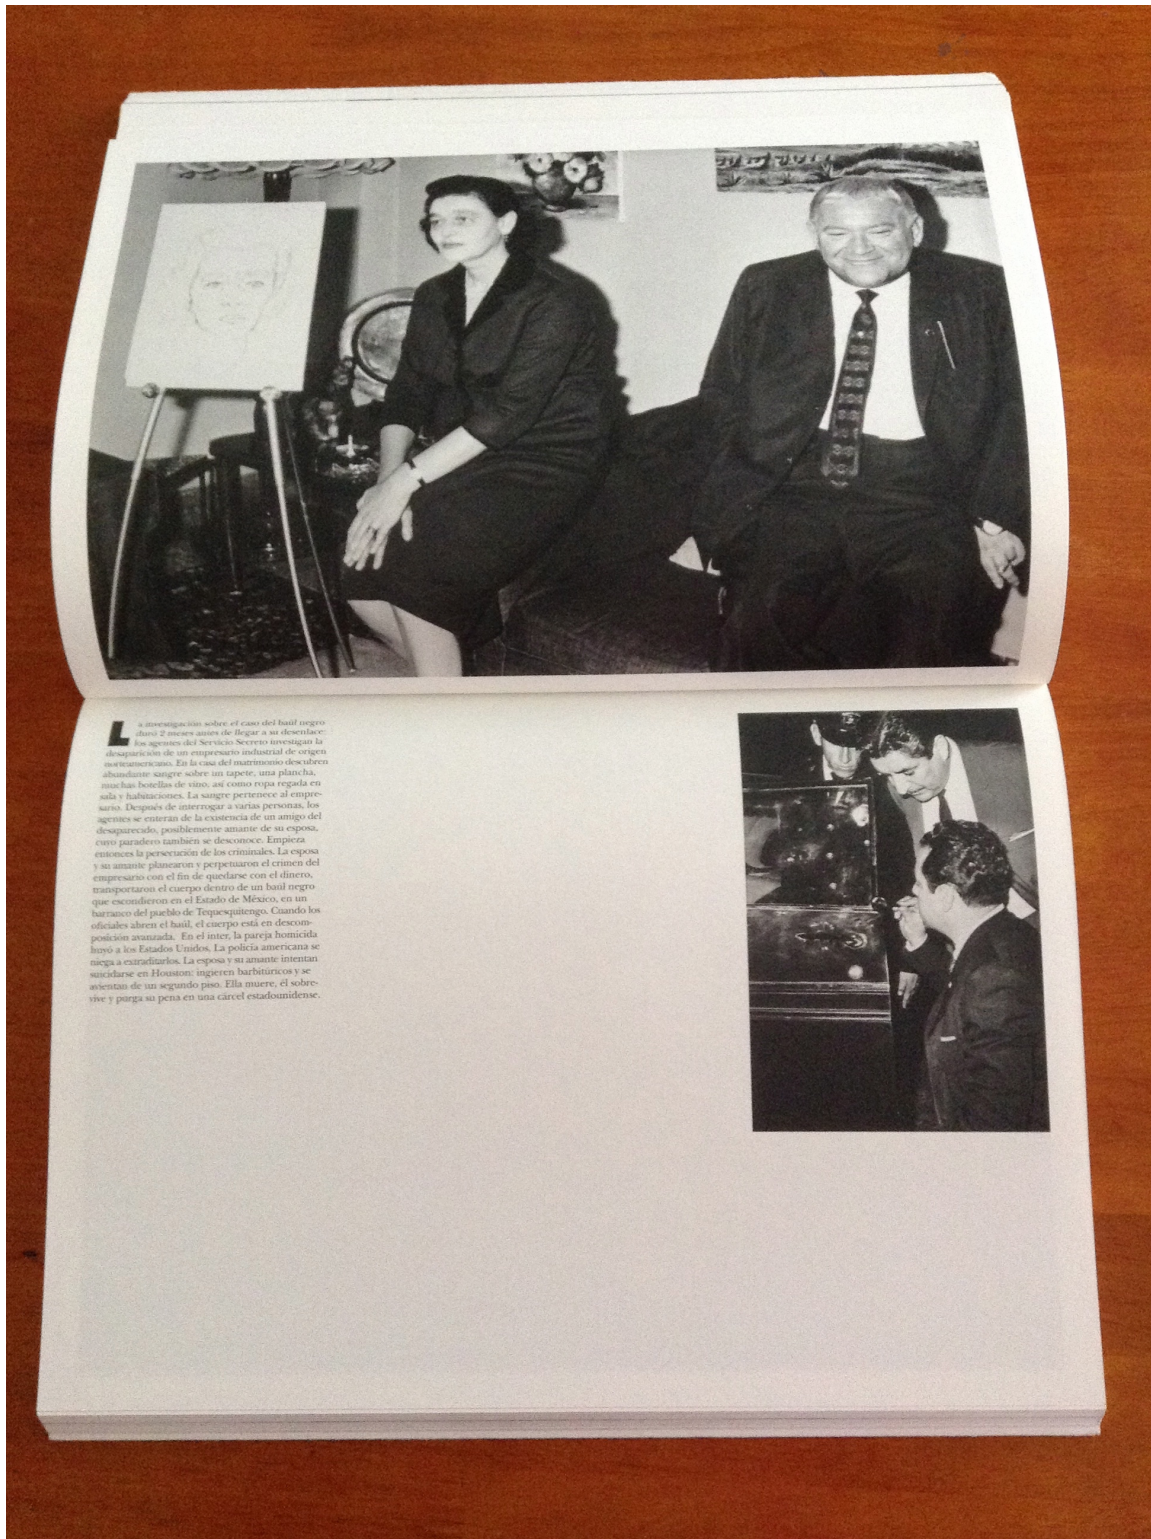 La investigación sobre el caso del baúl negro
duró 2 meses antes de llegar a su desenlace:
los agentes del Servicio Secreto investigan la
desaparición de un empresario industrial de origen
norteamericano. En la casa del matrimonio descubren
abundante sangre sobre un tapete, una plancha,
muchas botellas de vino, así como ropa regada en
sala y habitaciones. La sangre pertenece al empre-
sario. Después de interrogar a varias personas, los
agentes se enteran de la existencia de un amigo del
desaparecido, posiblemente amante de su esposa,
cuyo paradero también se desconoce. Empieza
entonces la persecución de los criminales. La esposa
y su amante planearon y perpetuaron el crimen del
empresario con el fin de quedarse con el dinero,
transportaron el cuerpo dentro de un baúl negro
que escondieron en el Estado de México, en un
barranco del pueblo de Tequesquitengo. Cuando los
oficiales abren el baúl, el cuerpo está en descom-
posición avanzada. En el inter, la pareja homicida
huyó a los Estados Unidos. La policía americana se
niega a extraditarlos. La esposa y su amante intentan
suicidarse en Houston: ingieren barbitúricos y se
avientan de un segundo piso. Ella muere, él sobre-
vive y purga su pena en una cárcel estadounidense.